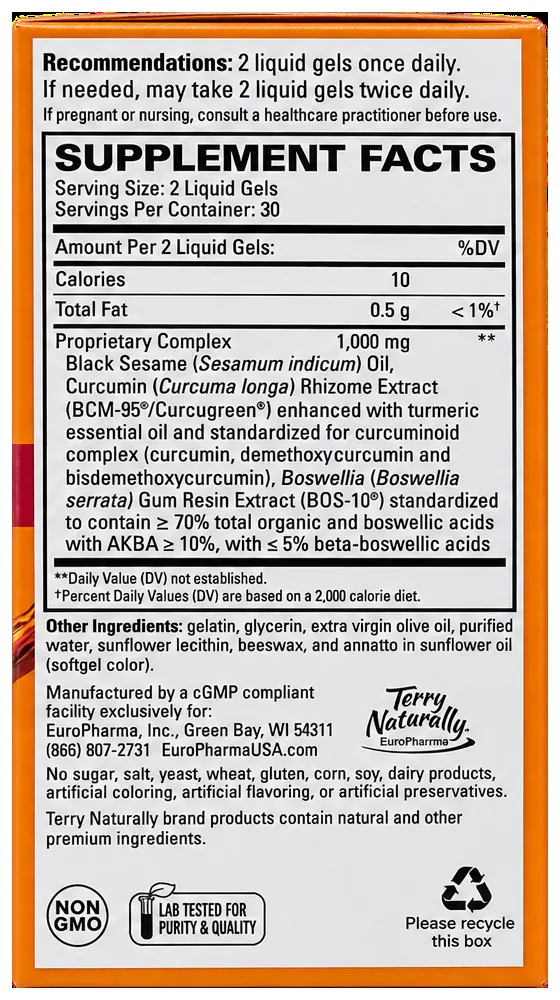 Recommendations: 2 liquid gels once daily.
If needed, may take 2 liquid gels twice daily.
If pregnant or nursing, consult a healthcare practitioner before use.
SUPPLEMENT FACTS
Serving Size: 2 Liquid Gels
Servings Per Container: 30
Amount Per 2 Liquid Gels: %DV
Calories 10
Total Fat 0.5 g < 1%†
Proprietary Complex 1,000 mg **
Black Sesame (Sesamum indicum) Oil,
Curcumin (Curcuma longa) Rhizome Extract
(BCM-95®/Curcugreen®) enhanced with turmeric
essential oil and standardized for curcuminoid
complex (curcumin, demethoxycurcumin and
bisdemethoxycurcumin), Boswellia (Boswellia
serrata) Gum Resin Extract (BOS-10®) standardized
to contain ≥ 70% total organic and boswellic acids
with AKBA ≥ 10%, with ≤ 5% beta-boswellic acids
**Daily Value (DV) not established.
†Percent Daily Values (DV) are based on a 2,000 calorie diet.
Other Ingredients: gelatin, glycerin, extra virgin olive oil, purified
water, sunflower lecithin, beeswax, and annatto in sunflower oil
(softgel color).
Manufactured by a cGMP compliant
facility exclusively for:
EuroPharma, Inc., Green Bay, WI 54311
(866) 807-2731 EuroPharmaUSA.com
Terry
Naturally®
EuroPharma
No sugar, salt, yeast, wheat, gluten, corn, soy, dairy products,
artificial coloring, artificial flavoring, or artificial preservatives.
Terry Naturally brand products contain natural and other
premium ingredients.
NON
GMO
LAB TESTED FOR
PURITY & QUALITY
Please recycle
this box